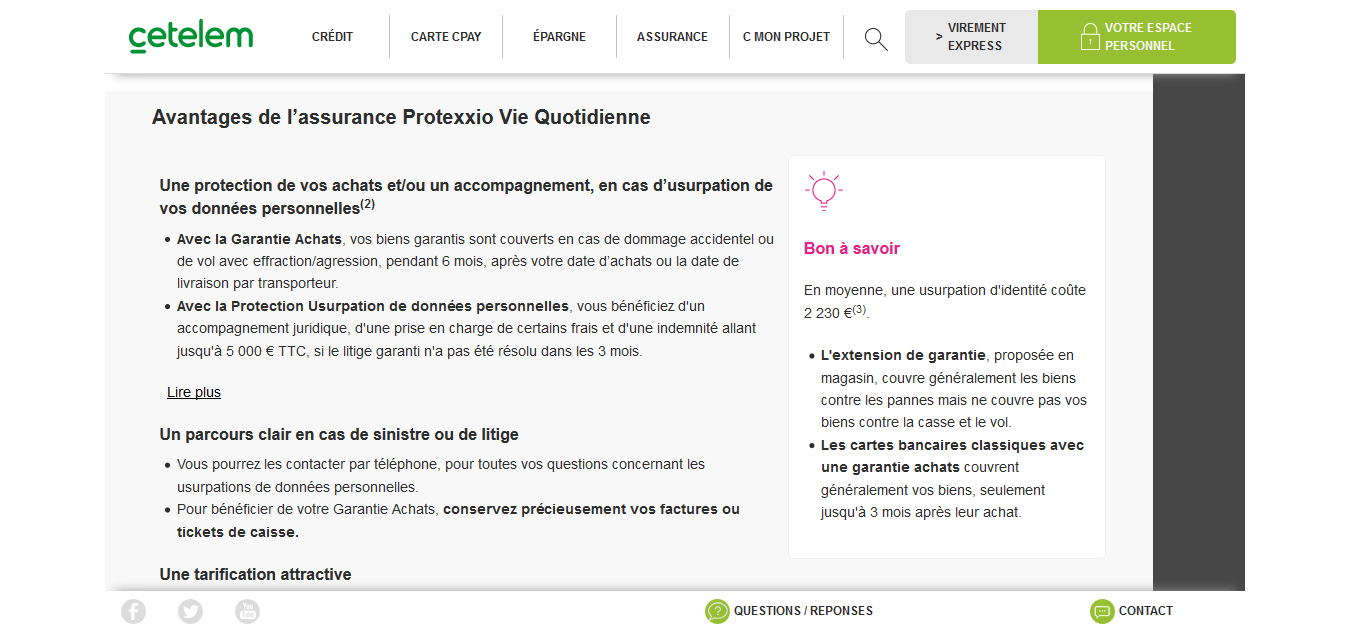 cetelem
CRÉDIT
CARTE CPAY
ÉPARGNE
ASSURANCE
C MON PROJET
> VIREMENT
EXPRESS
VOTRE ESPACE
PERSONNEL
Avantages de l’assurance Protexxio Vie Quotidienne
Une protection de vos achats et/ou un accompagnement, en cas d’usurpation de
vos données personnelles(2)
• Avec la Garantie Achats, vos biens garantis sont couverts en cas de dommage accidentel ou
de vol avec effraction/agression, pendant 6 mois, après votre date d’achats ou la date de
livraison par transporteur.
• Avec la Protection Usurpation de données personnelles, vous bénéficiez d'un
accompagnement juridique, d'une prise en charge de certains frais et d'une indemnité allant
jusqu'à 5 000 € TTC, si le litige garanti n'a pas été résolu dans les 3 mois.
Lire plus
Un parcours clair en cas de sinistre ou de litige
• Vous pourrez les contacter par téléphone, pour toutes vos questions concernant les
usurpations de données personnelles.
• Pour bénéficier de votre Garantie Achats, conservez précieusement vos factures ou
tickets de caisse.
Une tarification attractive
Bon à savoir
En moyenne, une usurpation d'identité coûte
2 230 €(3).
• L'extension de garantie, proposée en
magasin, couvre généralement les biens
contre les pannes mais ne couvre pas vos
biens contre la casse et le vol.
• Les cartes bancaires classiques avec
une garantie achats couvrent
généralement vos biens, seulement
jusqu'à 3 mois après leur achat.
You
Tube
QUESTIONS / REPONSES
CONTACT